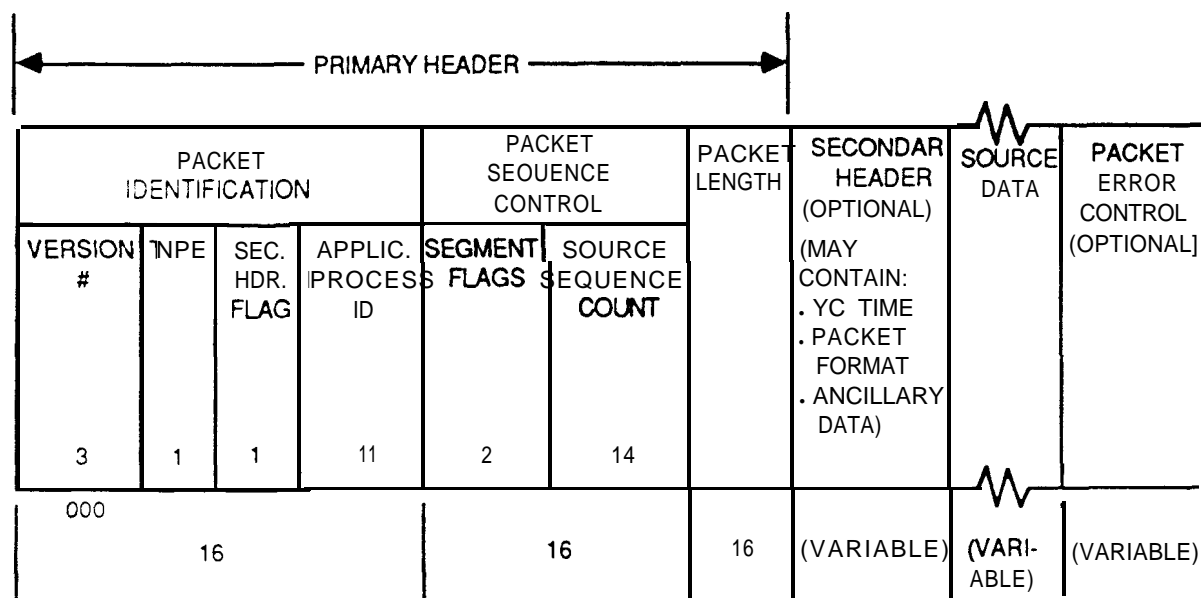 PRIMARY HEADER
PACKET
IDENTIFICATION
PACKET
SEOUENCE
CONTROL
PACKET
LENGTH
SECONDAR
HEADER
(OPTIONAL)
(MAY
CONTAIN:
. YC TIME
. PACKET
FORMAT
. ANCILLARY
DATA)
SOURCE
DATA
PACKET
ERROR
CONTROL
(OPTIONAL]
VERSION
#
3
TNPE
1
SEC.
HDR.
FLAG
1
APPLIC.
PROCESS
ID
11
SEGMENT
FLAGS
2
SOURCE
SEQUENCE
COUNT
14
000
16
16
16
(VARIABLE)
(VARI-
ABLE)
(VARIABLE)